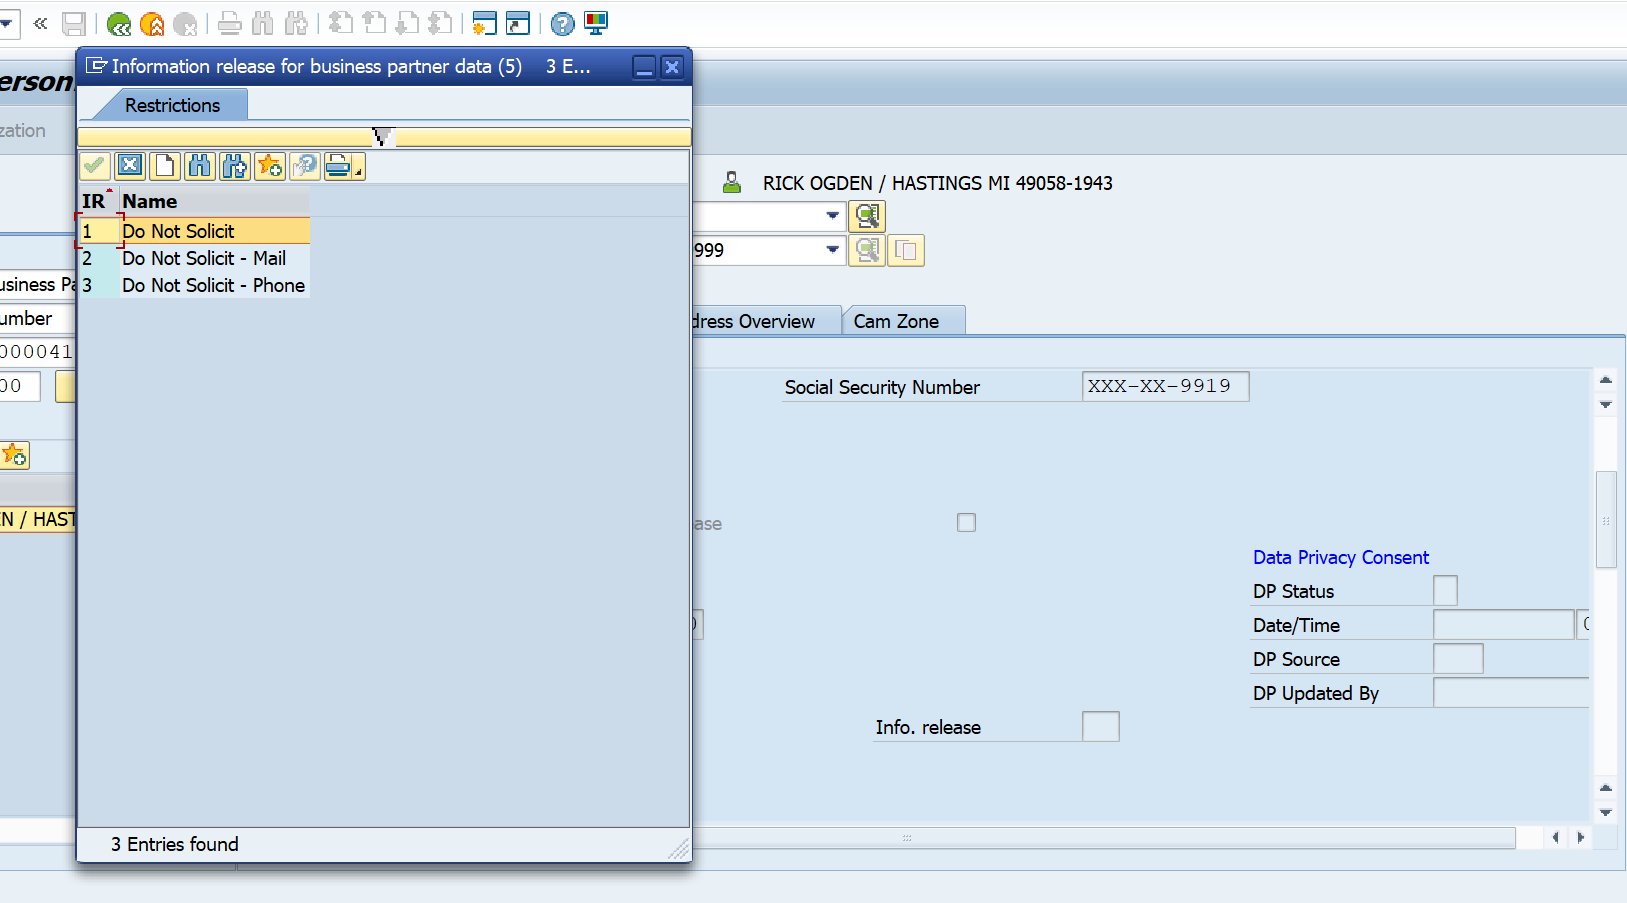 Information release for business partner data (5) 3 E...
Restrictions
IR Name
1 Do Not Solicit
2 Do Not Solicit - Mail
3 Do Not Solicit - Phone
3 Entries found
erson
zation
usiness Pa
umber
000041
00
EN / HAST
RICK OGDEN / HASTINGS MI 49058-1943
999
dress Overview
Cam Zone
Social Security Number XXX-XX-9919
ase
Data Privacy Consent
DP Status
Date/Time
DP Source
DP Updated By
Info. release